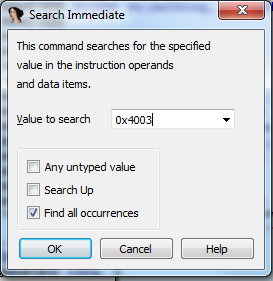 Search Immediate
This command searches for the specified
value in the instruction operands
and data items.
Value to search 0x4003
Any untyped value
Search Up
Find all occurrences
OK Cancel Help